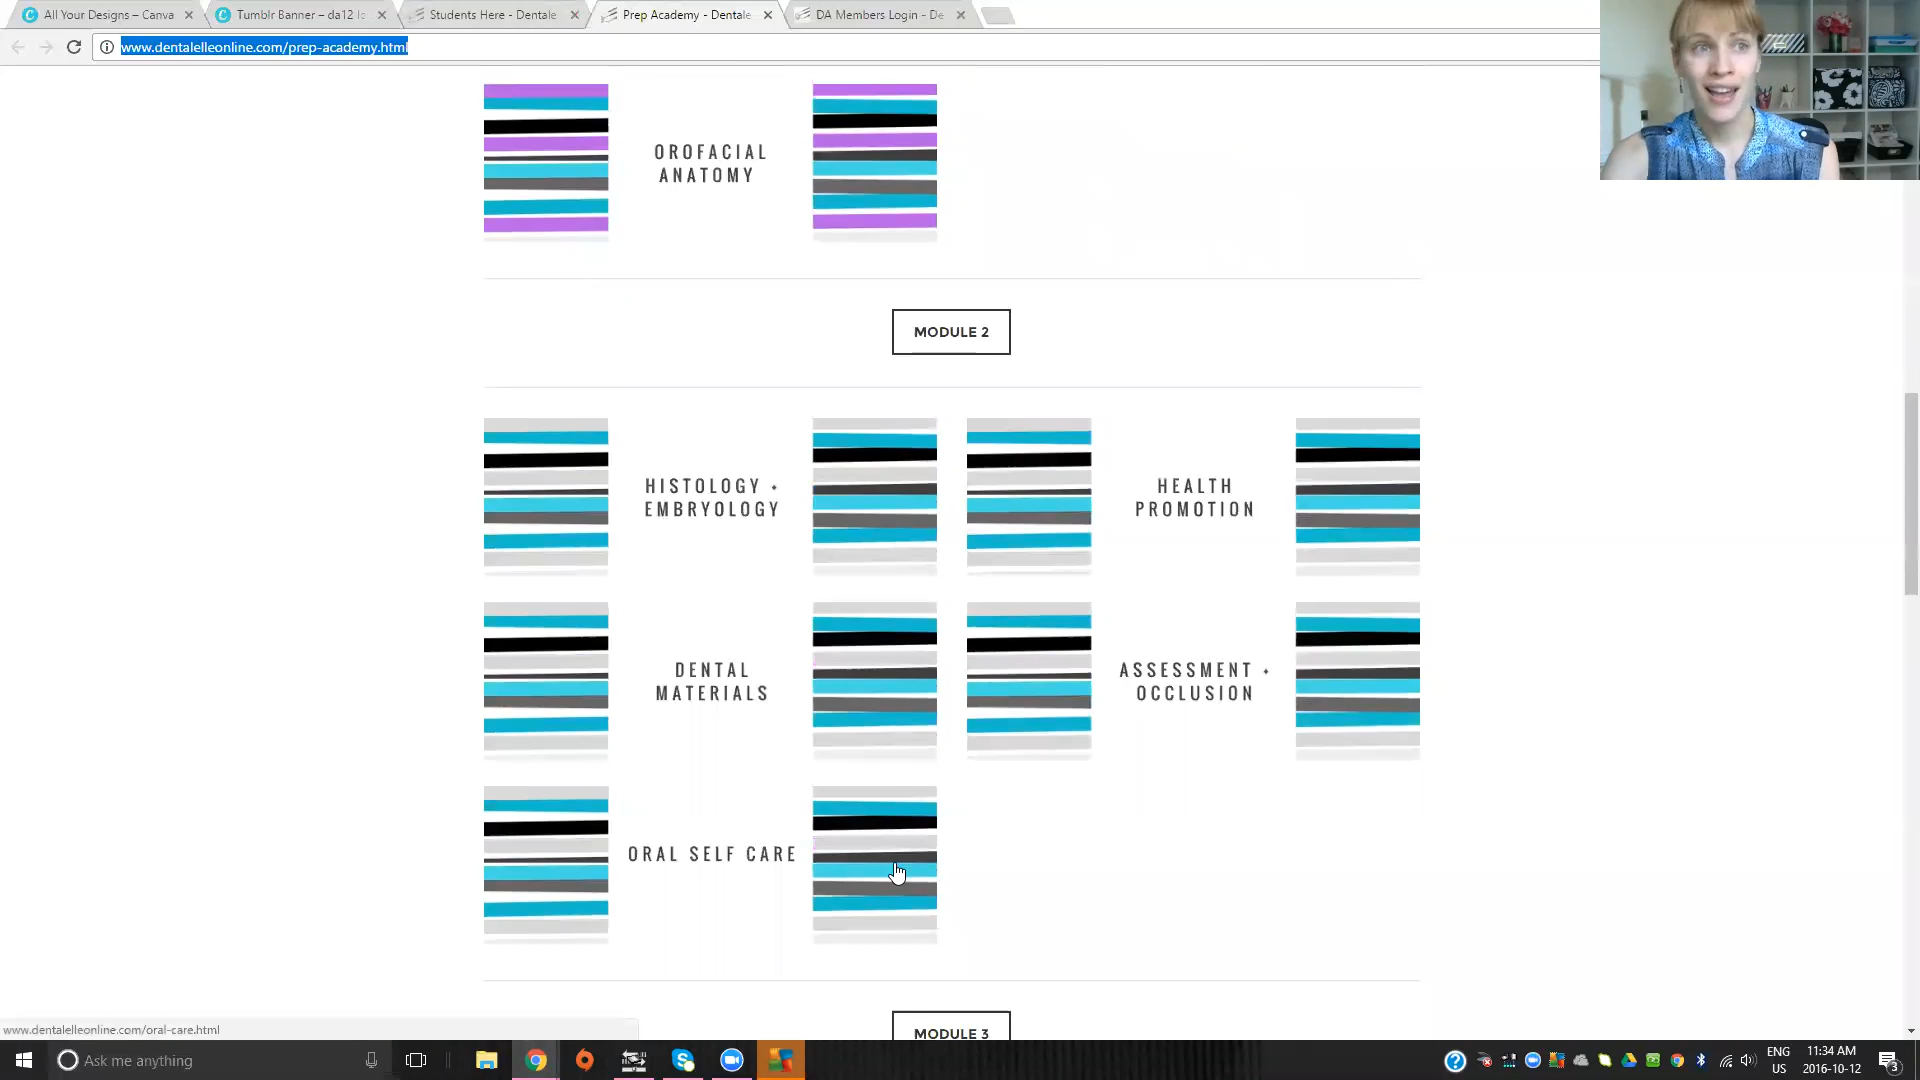 All Your Designs – Canva
Tumblr Banner – da12
Students Here - Dentale
Prep Academy - Dentale
DA Members Login - De
www.dentalelleonline.com/prep-academy.html
OROFACIAL
ANATOMY
MODULE 2
HISTOLOGY +
EMBRYOLOGY
HEALTH
PROMOTION
DENTAL
MATERIALS
ASSESSMENT +
OCCLUSION
ORAL SELF CARE
MODULE 3
www.dentalelleonline.com/oral-care.html
Ask me anything
ENG
US
11:34 AM
2016-10-12
3